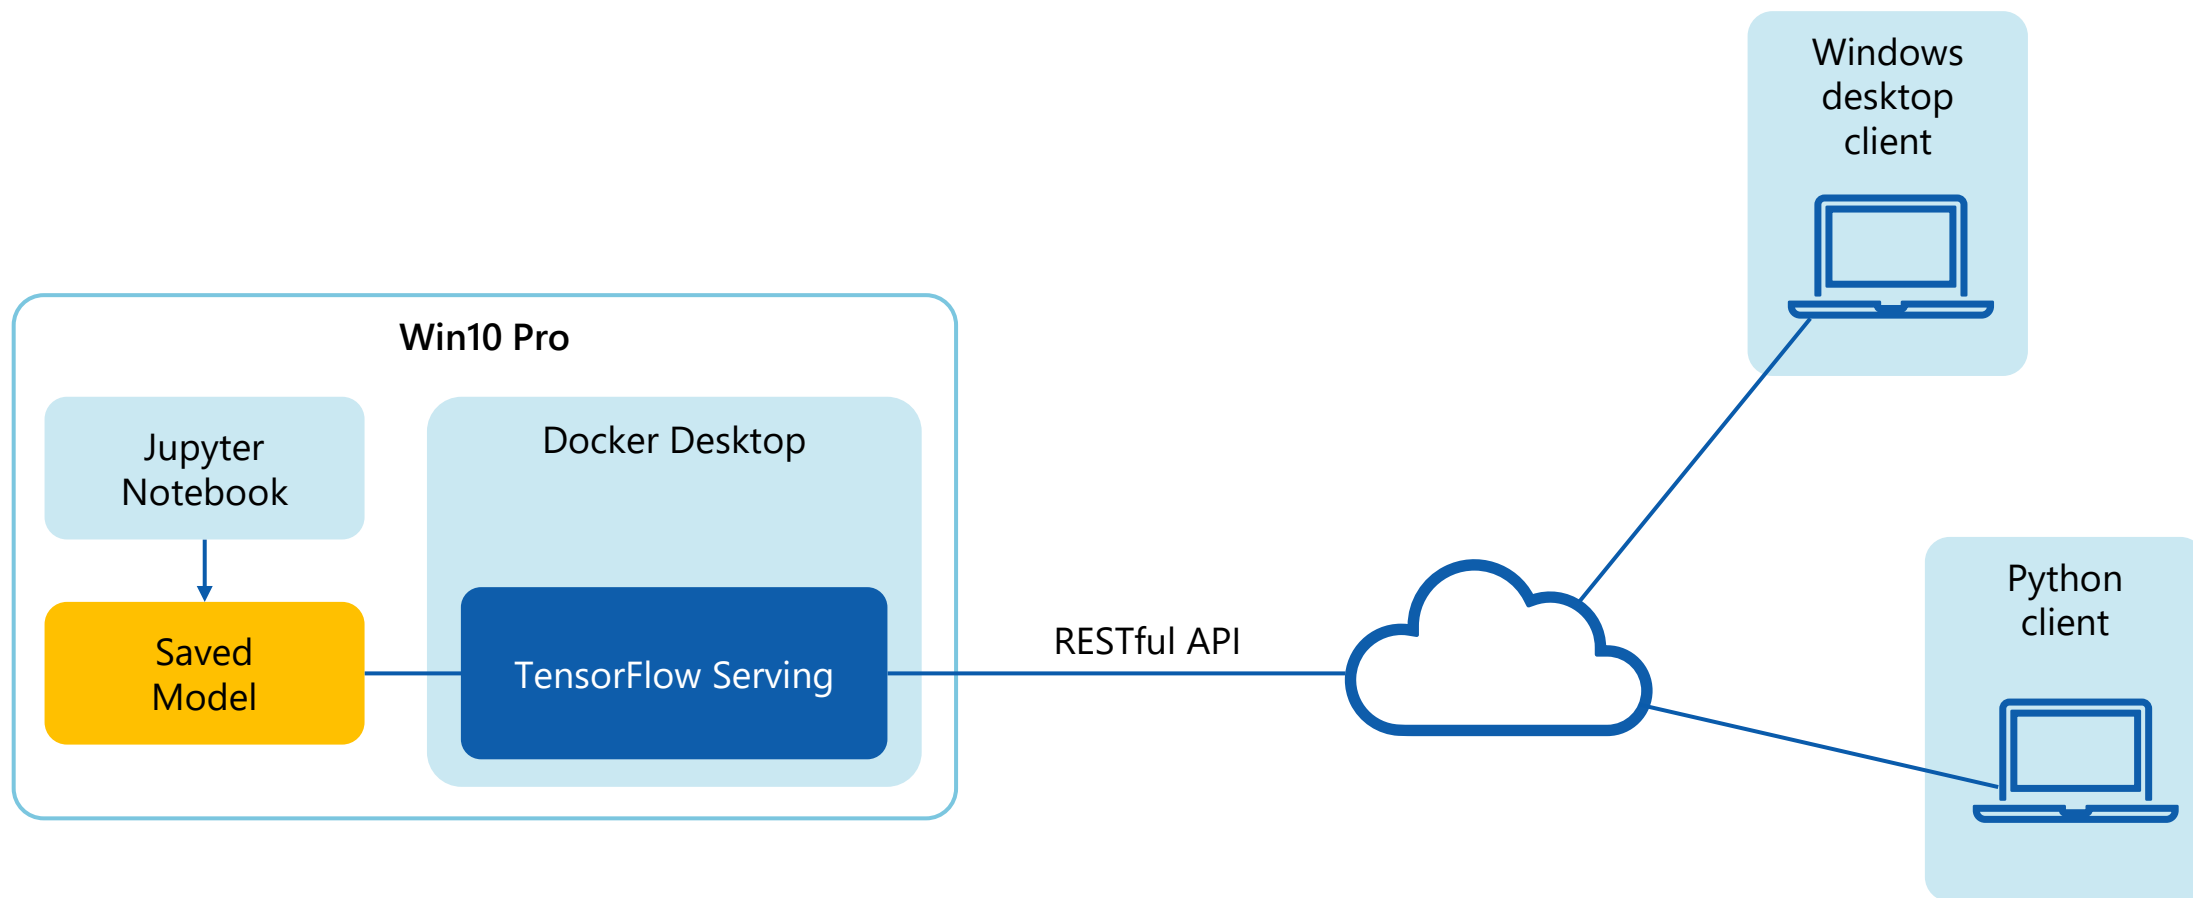 Windows
desktop
client
Win10 Pro
Jupyter
Notebook
Docker Desktop
Saved
Model
TensorFlow Serving
RESTful API
Python
client